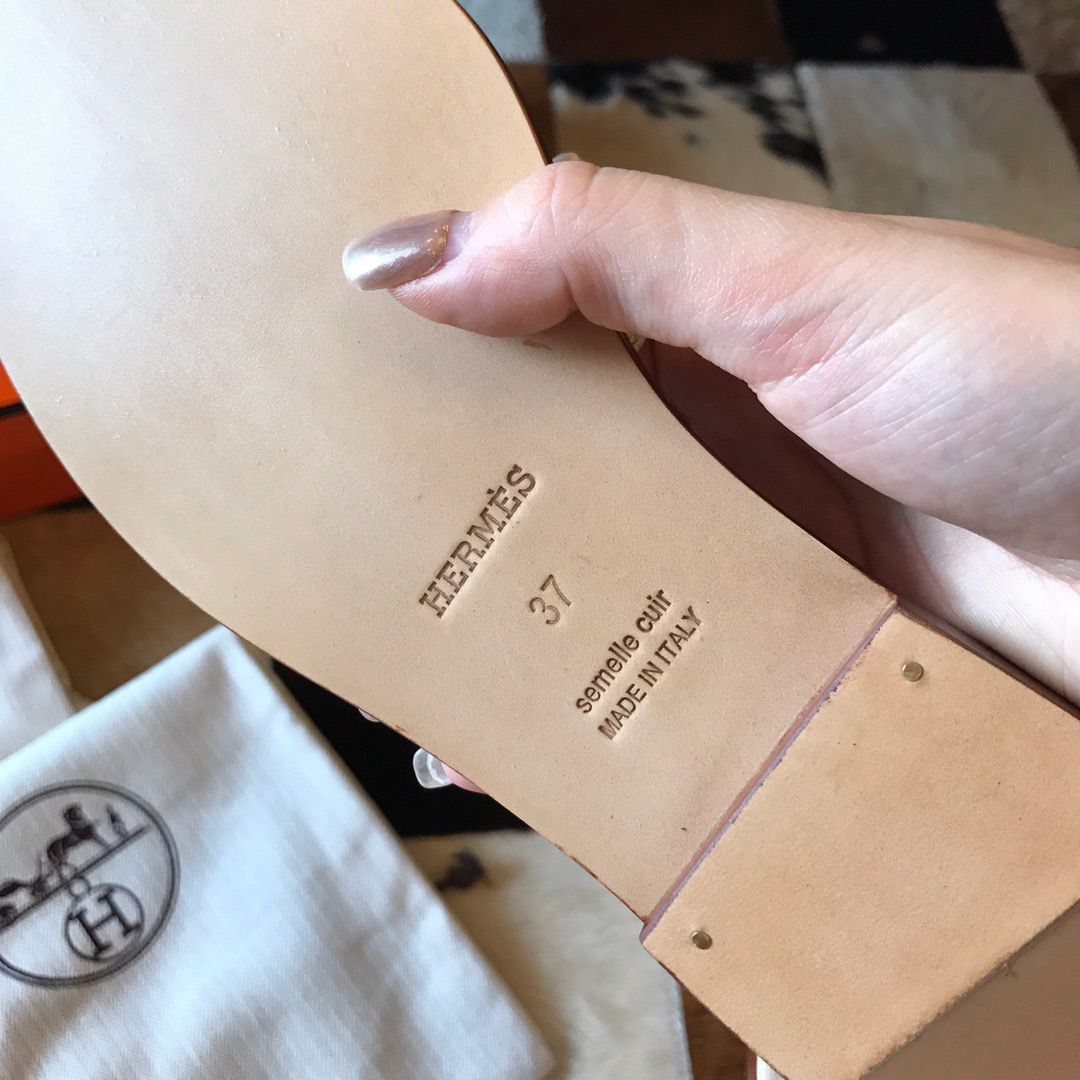 HERMÈS
37
semelle cuir
MADE IN ITALY
H